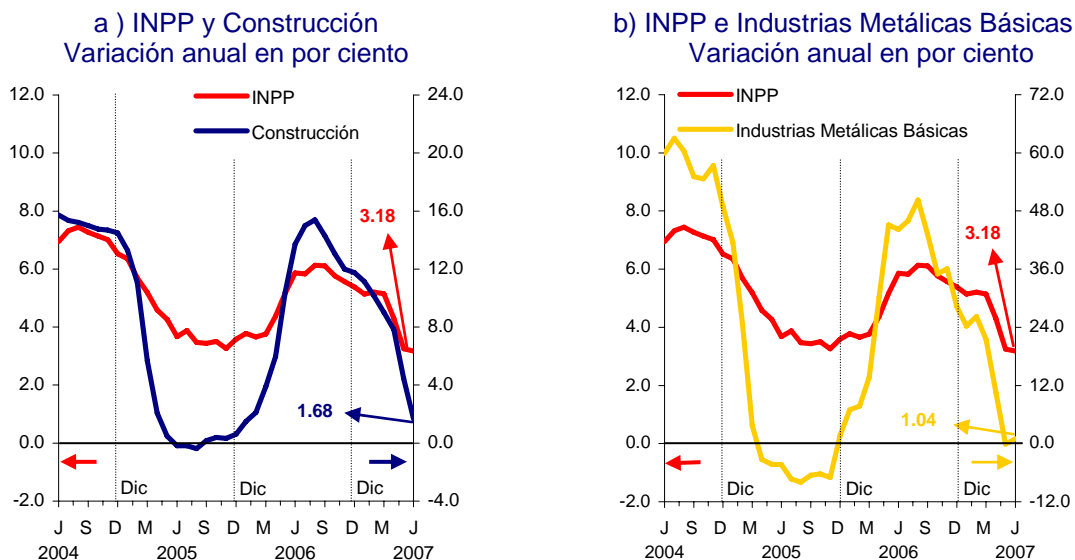 a ) INPP y Construcción
Variación anual en por ciento
12.0
10.0
8.0
6.0
4.0
2.0
0.0
-2.0
24.0
20.0
16.0
12.0
8.0
4.0
0.0
-4.0
INPP
Construcción
3.18
1.68
Dic
Dic
Dic
J S D M J S D M J S D M J
2004 2005 2006 2007
b) INPP e Industrias Metálicas Básicas
Variación anual en por ciento
12.0
10.0
8.0
6.0
4.0
2.0
0.0
-2.0
72.0
60.0
48.0
36.0
24.0
12.0
0.0
-12.0
INPP
Industrias Metálicas Básicas
3.18
1.04
Dic
Dic
Dic
J S D M J S D M J S D M J
2004 2005 2006 2007